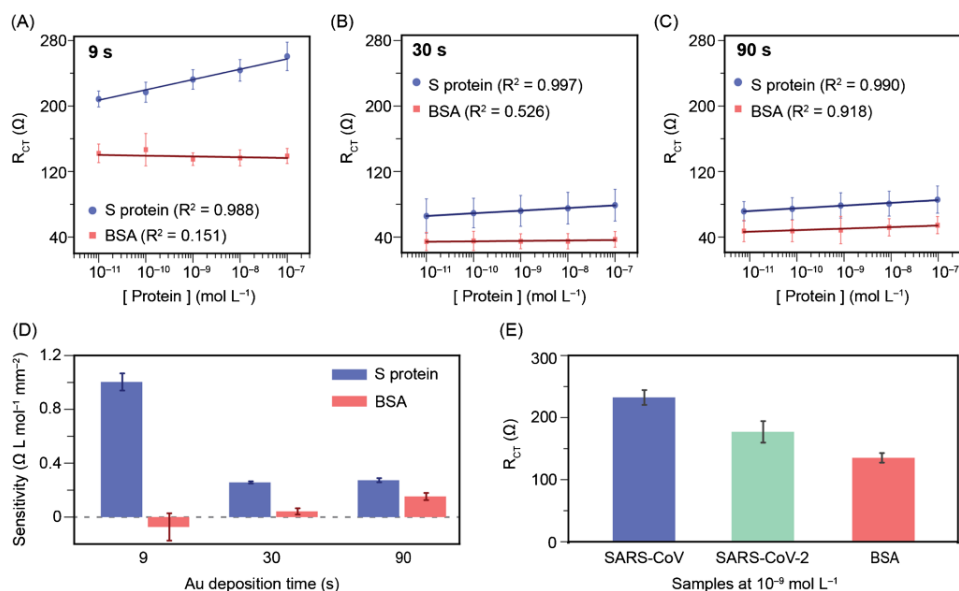 (A)
280
200
120
40
R_CT (Ω)
9 s
S protein (R² = 0.988)
BSA (R² = 0.151)
10⁻¹¹ 10⁻¹⁰ 10⁻⁹ 10⁻⁸ 10⁻⁷
[ Protein ] (mol L⁻¹)
(B)
280
200
120
40
R_CT (Ω)
30 s
S protein (R² = 0.997)
BSA (R² = 0.526)
10⁻¹¹ 10⁻¹⁰ 10⁻⁹ 10⁻⁸ 10⁻⁷
[ Protein ] (mol L⁻¹)
(C)
280
200
120
40
R_CT (Ω)
90 s
S protein (R² = 0.990)
BSA (R² = 0.918)
10⁻¹¹ 10⁻¹⁰ 10⁻⁹ 10⁻⁸ 10⁻⁷
[ Protein ] (mol L⁻¹)
(D)
1.2
0.8
0.4
0
Sensitivity (Ω L mol⁻¹ mm⁻²)
S protein
BSA
9 30 90
Au deposition time (s)
(E)
300
200
100
0
R_CT (Ω)
SARS-CoV SARS-CoV-2 BSA
Samples at 10⁻⁹ mol L⁻¹